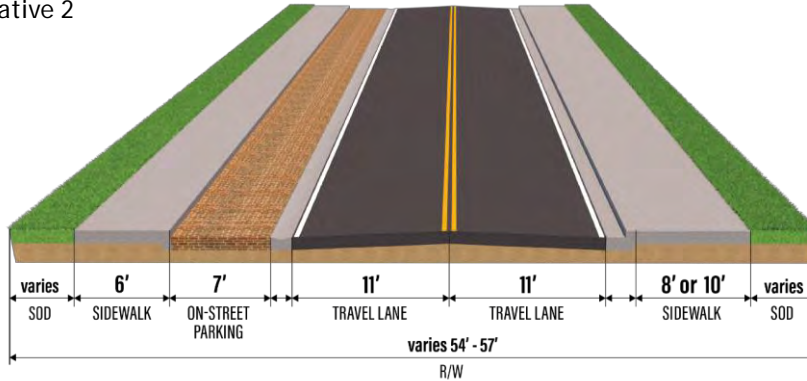 ative 2
varies 6' 7' 11' 11' 8' or 10' varies
SOD SIDEWALK ON-STREET PARKING TRAVEL LANE TRAVEL LANE SIDEWALK SOD
varies 54' - 57'
R/W